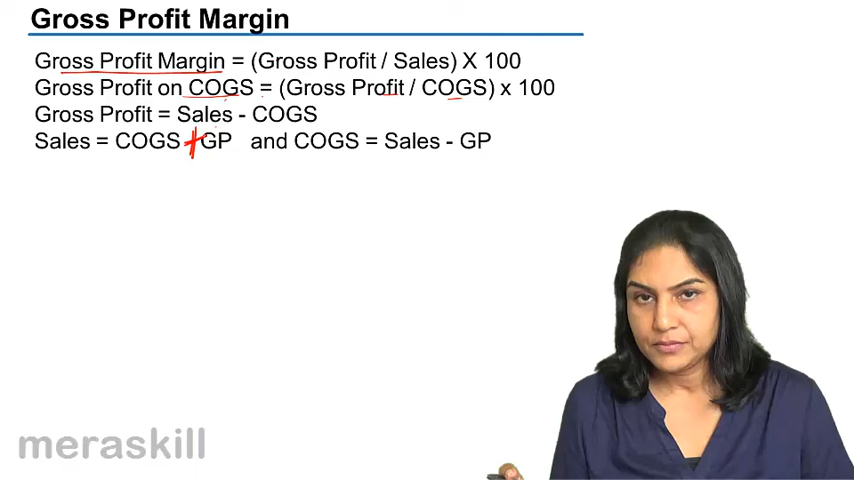 Gross Profit Margin
Gross Profit Margin = (Gross Profit / Sales) X 100
Gross Profit on COGS = (Gross Profit / COGS) x 100
Gross Profit = Sales - COGS
Sales = COGS + GP and COGS = Sales - GP
meraskill